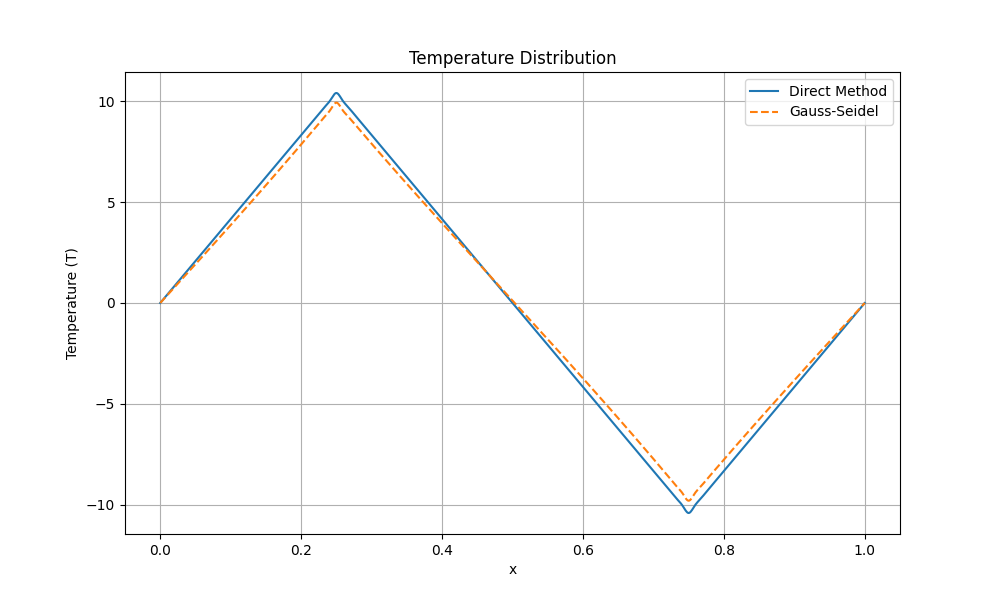 Temperature Distribution
Direct Method
Gauss-Seidel
Temperature (T)
10
5
0
−5
−10
0.0 0.2 0.4 0.6 0.8 1.0
x